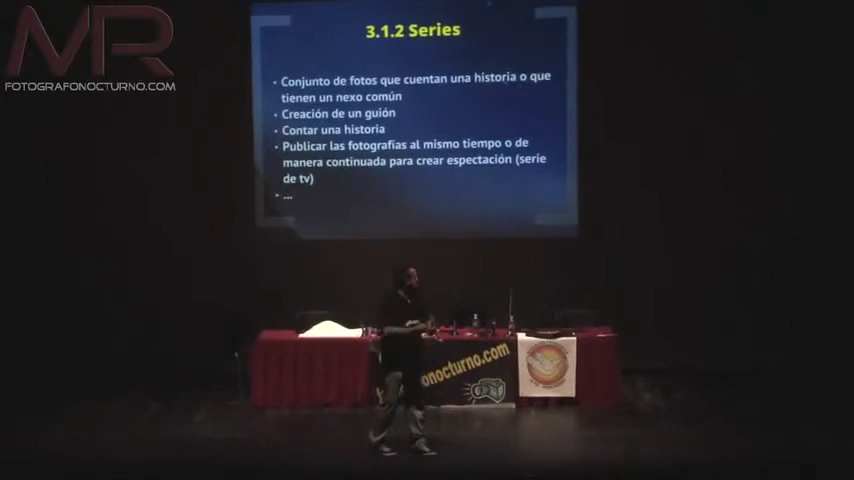 MR
FOTOGRAFONOCTURNO.COM
3.1.2 Series
• Conjunto de fotos que cuentan una historia o que
tienen un nexo común
• Creación de un guión
• Contar una historia
• Publicar las fotografías al mismo tiempo o de
manera continuada para crear espectación (serie
de tv)
• ...
onocturno.com